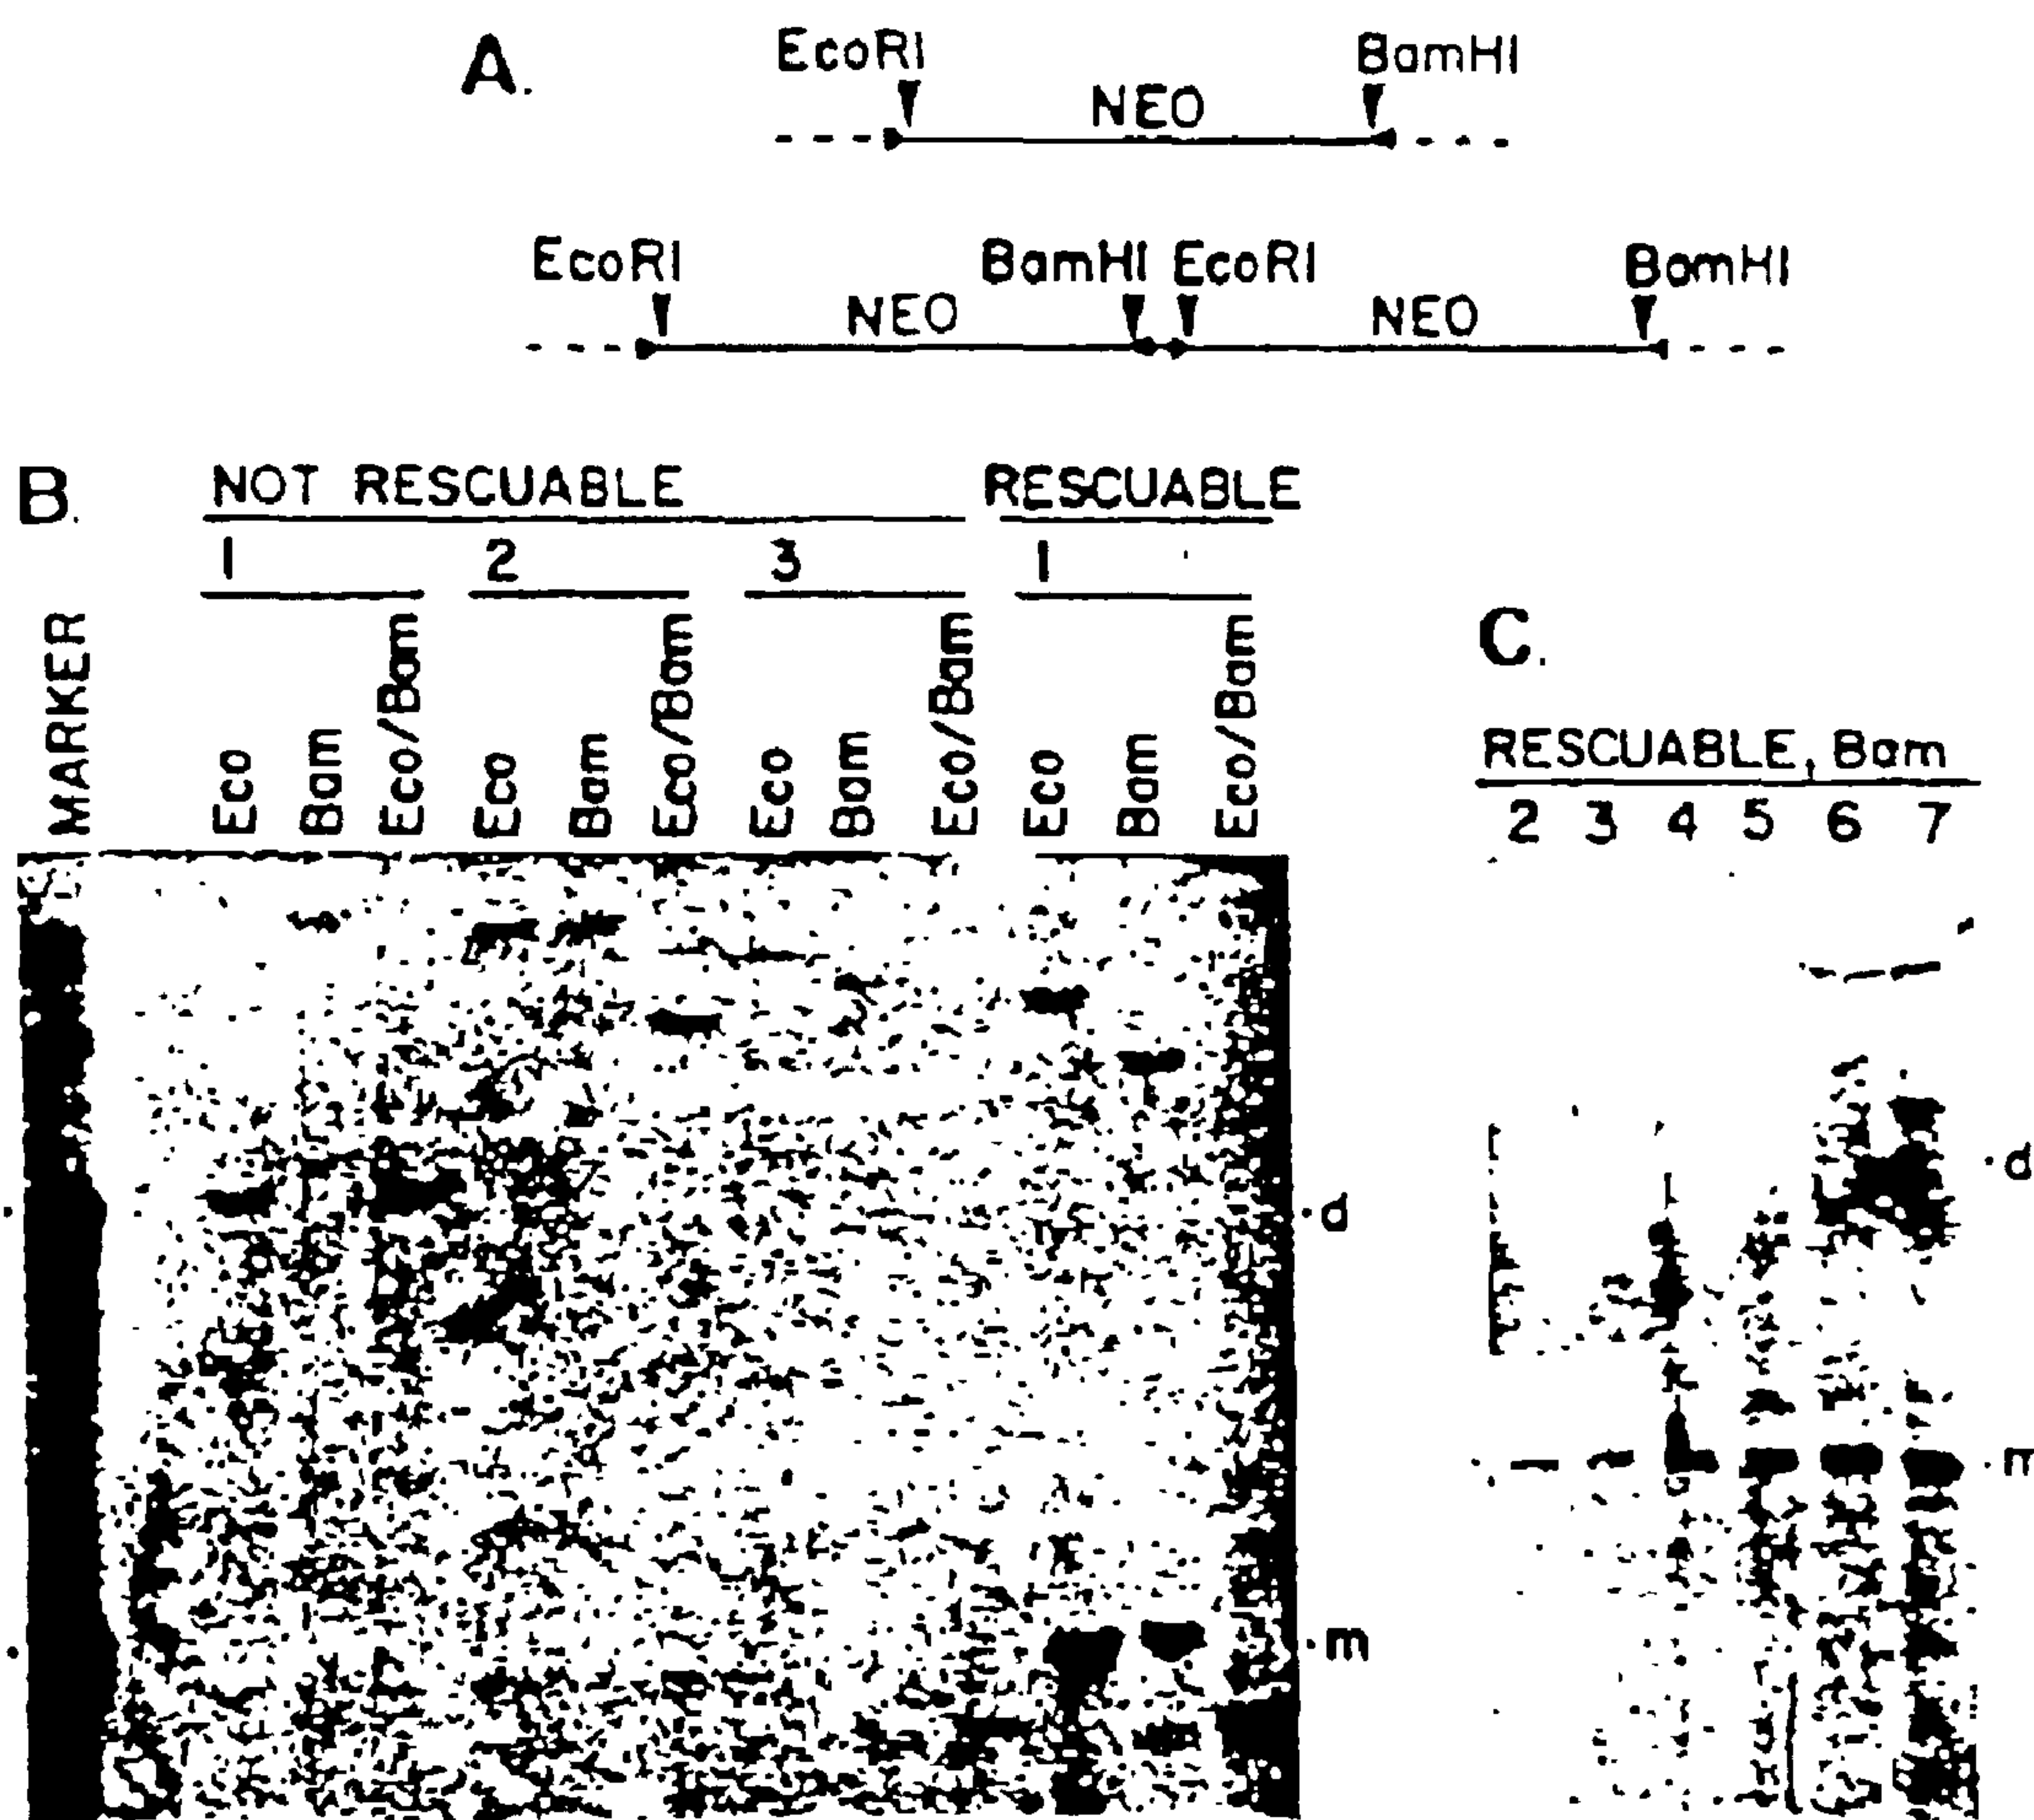 A.
EcoRI BamHI
NEO
EcoRI BamHI EcoRI BamHI
NEO NEO
B. NOT RESCUABLE RESCUABLE
1 2 3 1
MARKER Eco Bam Eco/Bam Eco Bam Eco/Bam Eco Bam Eco/Bam Eco Bam Eco/Bam
C.
RESCUABLE, Bam
2 3 4 5 6 7
d
d
m
m